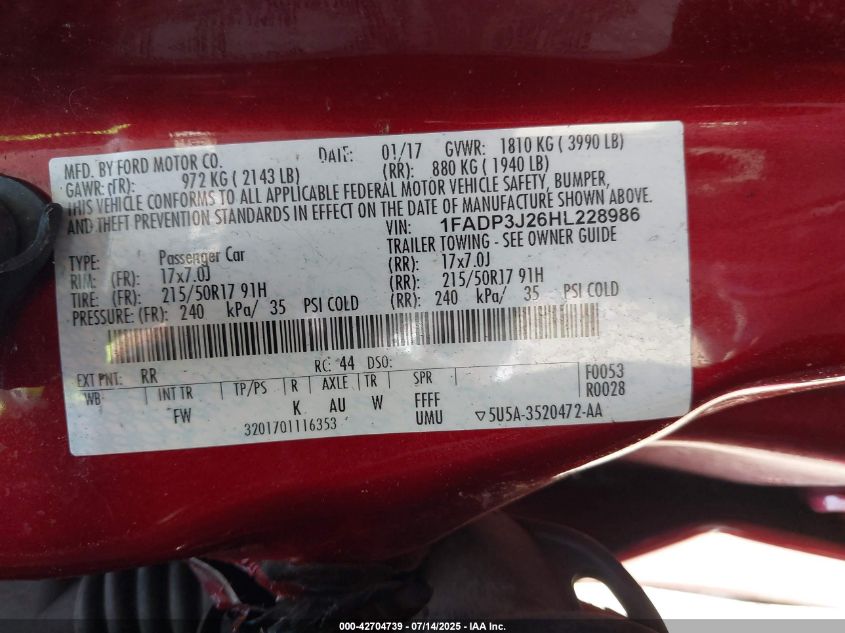 MFD. BY FORD MOTOR CO. DATE: 01/17 GVWR: 1810 KG ( 3990 LB)
GAWR: (FR): 972 KG ( 2143 LB) (RR): 880 KG ( 1940 LB)
THIS VEHICLE CONFORMS TO ALL APPLICABLE FEDERAL MOTOR VEHICLE SAFETY, BUMPER,
AND THEFT PREVENTION STANDARDS IN EFFECT ON THE DATE OF MANUFACTURE SHOWN ABOVE.
VIN: 1FADP3J26HL228986
TYPE: Passenger Car TRAILER TOWING - SEE OWNER GUIDE
RIM: (FR): 17x7.0J (RR): 17x7.0J
TIRE: (FR): 215/50R17 91H (RR): 215/50R17 91H
PRESSURE: (FR): 240 kPa/ 35 PSI COLD (RR): 240 kPa/ 35 PSI COLD
EXT PNT: RR RC: 44 DSO: F0053
WB INT TR TP/PS R AXLE TR SPR R0028
FW K AU W FFFF
3201701116353 UMU ▽5U5A-3520472-AA
000-42704739 - 07/14/2025 - IAA Inc.